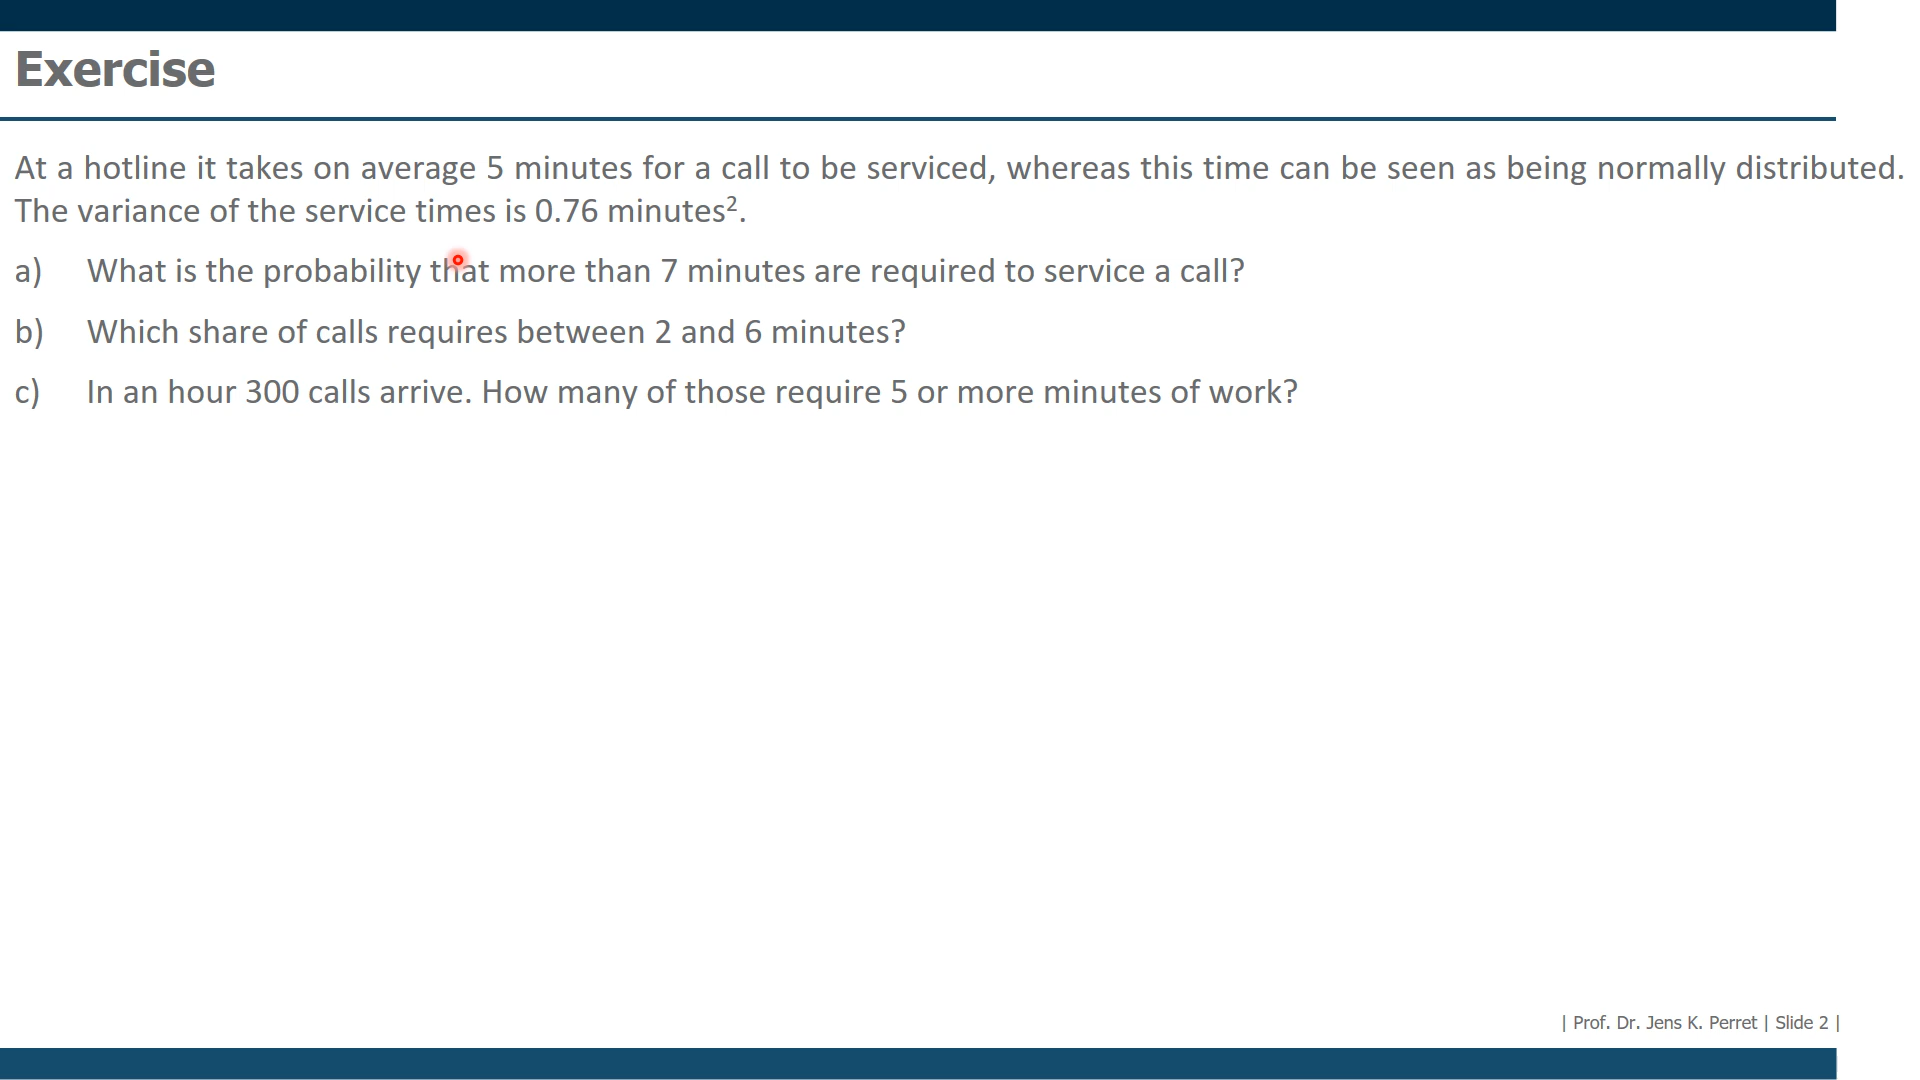 Exercise
At a hotline it takes on average 5 minutes for a call to be serviced, whereas this time can be seen as being normally distributed.
The variance of the service times is 0.76 minutes².
a) What is the probability that more than 7 minutes are required to service a call?
b) Which share of calls requires between 2 and 6 minutes?
c) In an hour 300 calls arrive. How many of those require 5 or more minutes of work?
| Prof. Dr. Jens K. Perret | Slide 2 |